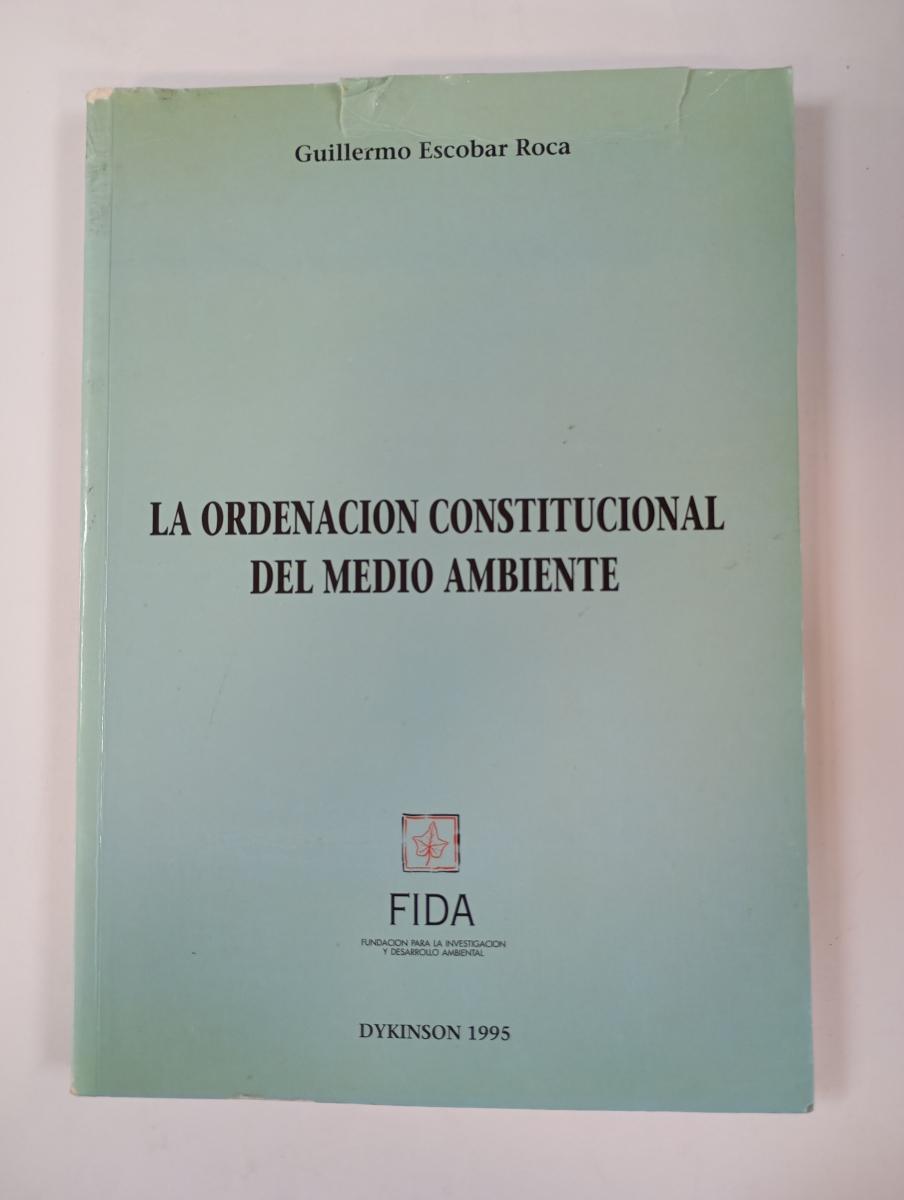 Guillermo Escobar Roca
LA ORDENACION CONSTITUCIONAL
DEL MEDIO AMBIENTE
FIDA
FUNDACION PARA LA INVESTIGACION
Y DESARROLLO AMBIENTAL
DYKINSON 1995